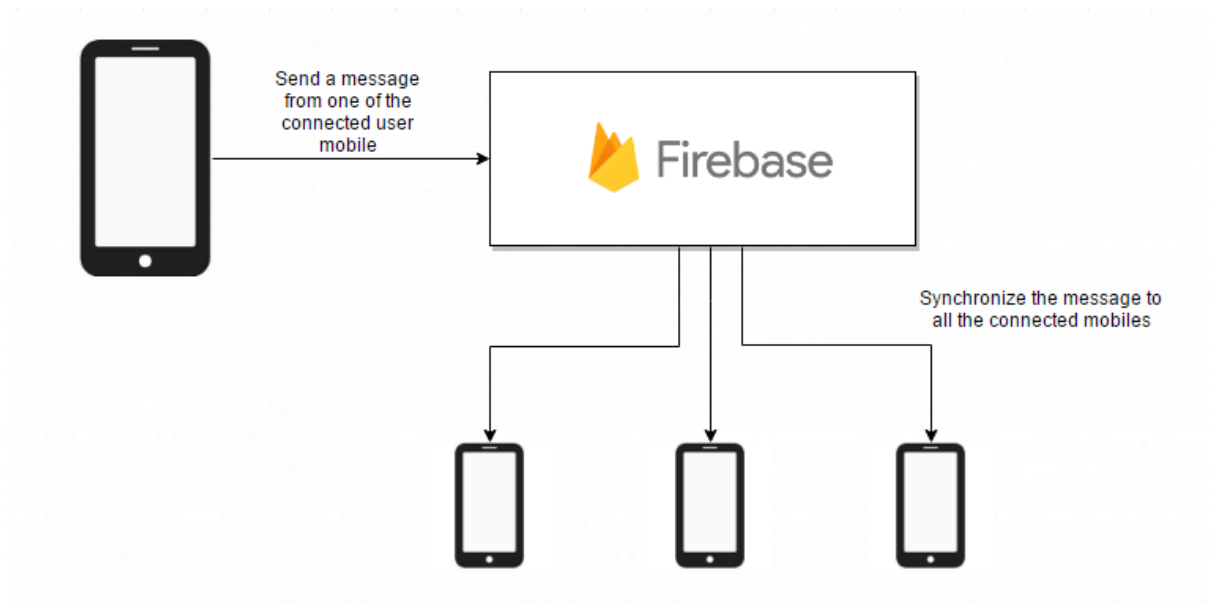 Send a message
from one of the
connected user
mobile
Firebase
Synchronize the message to
all the connected mobiles